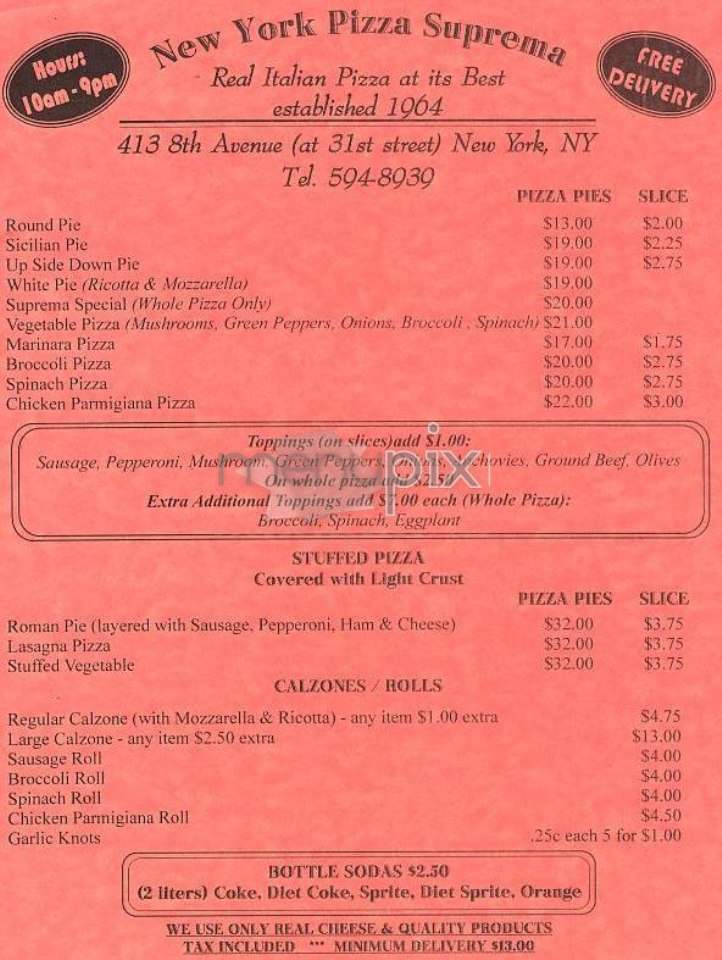 Hours:
10am - 9pm
New York Pizza Suprema
FREE
DELIVERY
Real Italian Pizza at its Best
established 1964
413 8th Avenue (at 31st street) New York, NY
Tel. 594-8939
PIZZA PIES SLICE
Round Pie $13.00 $2.00
Sicilian Pie $19.00 $2.25
Up Side Down Pie $19.00 $2.75
White Pie (Ricotta & Mozzarella) $19.00
Suprema Special (Whole Pizza Only) $20.00
Vegetable Pizza (Mushrooms, Green Peppers, Onions, Broccoli , Spinach) $21.00
Marinara Pizza $17.00 $1.75
Broccoli Pizza $20.00 $2.75
Spinach Pizza $20.00 $2.75
Chicken Parmigiana Pizza $22.00 $3.00
Toppings (on slices)add $1.00:
menupix
Sausage, Pepperoni, Mushroom, Green Peppers, Onions, Anchovies, Ground Beef, Olives
On whole pizza add $2.50
Extra Additional Toppings add $7.00 each (Whole Pizza):
Broccoli, Spinach, Eggplant
STUFFED PIZZA
Covered with Light Crust
PIZZA PIES SLICE
Roman Pie (layered with Sausage, Pepperoni, Ham & Cheese) $32.00 $3.75
Lasagna Pizza $32.00 $3.75
Stuffed Vegetable $32.00 $3.75
CALZONES / ROLLS
Regular Calzone (with Mozzarella & Ricotta) - any item $1.00 extra $4.75
Large Calzone - any item $2.50 extra $13.00
Sausage Roll $4.00
Broccoli Roll $4.00
Spinach Roll $4.00
Chicken Parmigiana Roll $4.50
Garlic Knots .25c each 5 for $1.00
BOTTLE SODAS $2.50
(2 liters) Coke, Diet Coke, Sprite, Diet Sprite, Orange
WE USE ONLY REAL CHEESE & QUALITY PRODUCTS
TAX INCLUDED *** MINIMUM DELIVERY $13.00